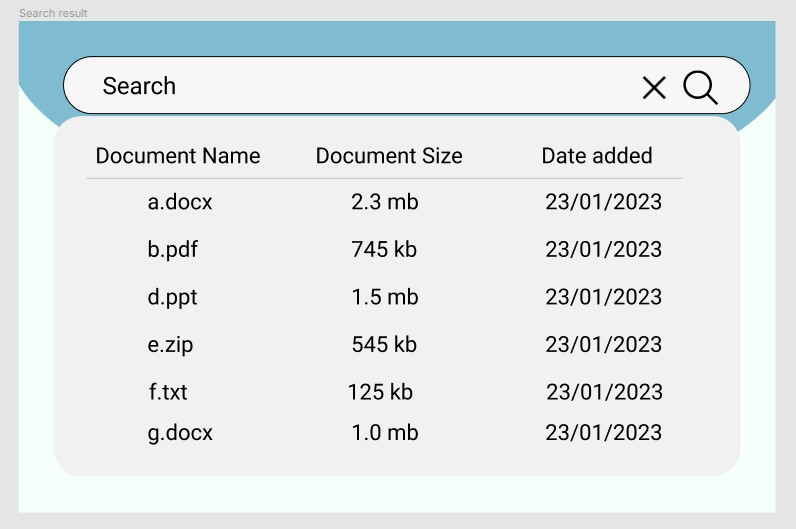 Search result
Search
Document Name Document Size Date added
a.docx 2.3 mb 23/01/2023
b.pdf 745 kb 23/01/2023
d.ppt 1.5 mb 23/01/2023
e.zip 545 kb 23/01/2023
f.txt 125 kb 23/01/2023
g.docx 1.0 mb 23/01/2023